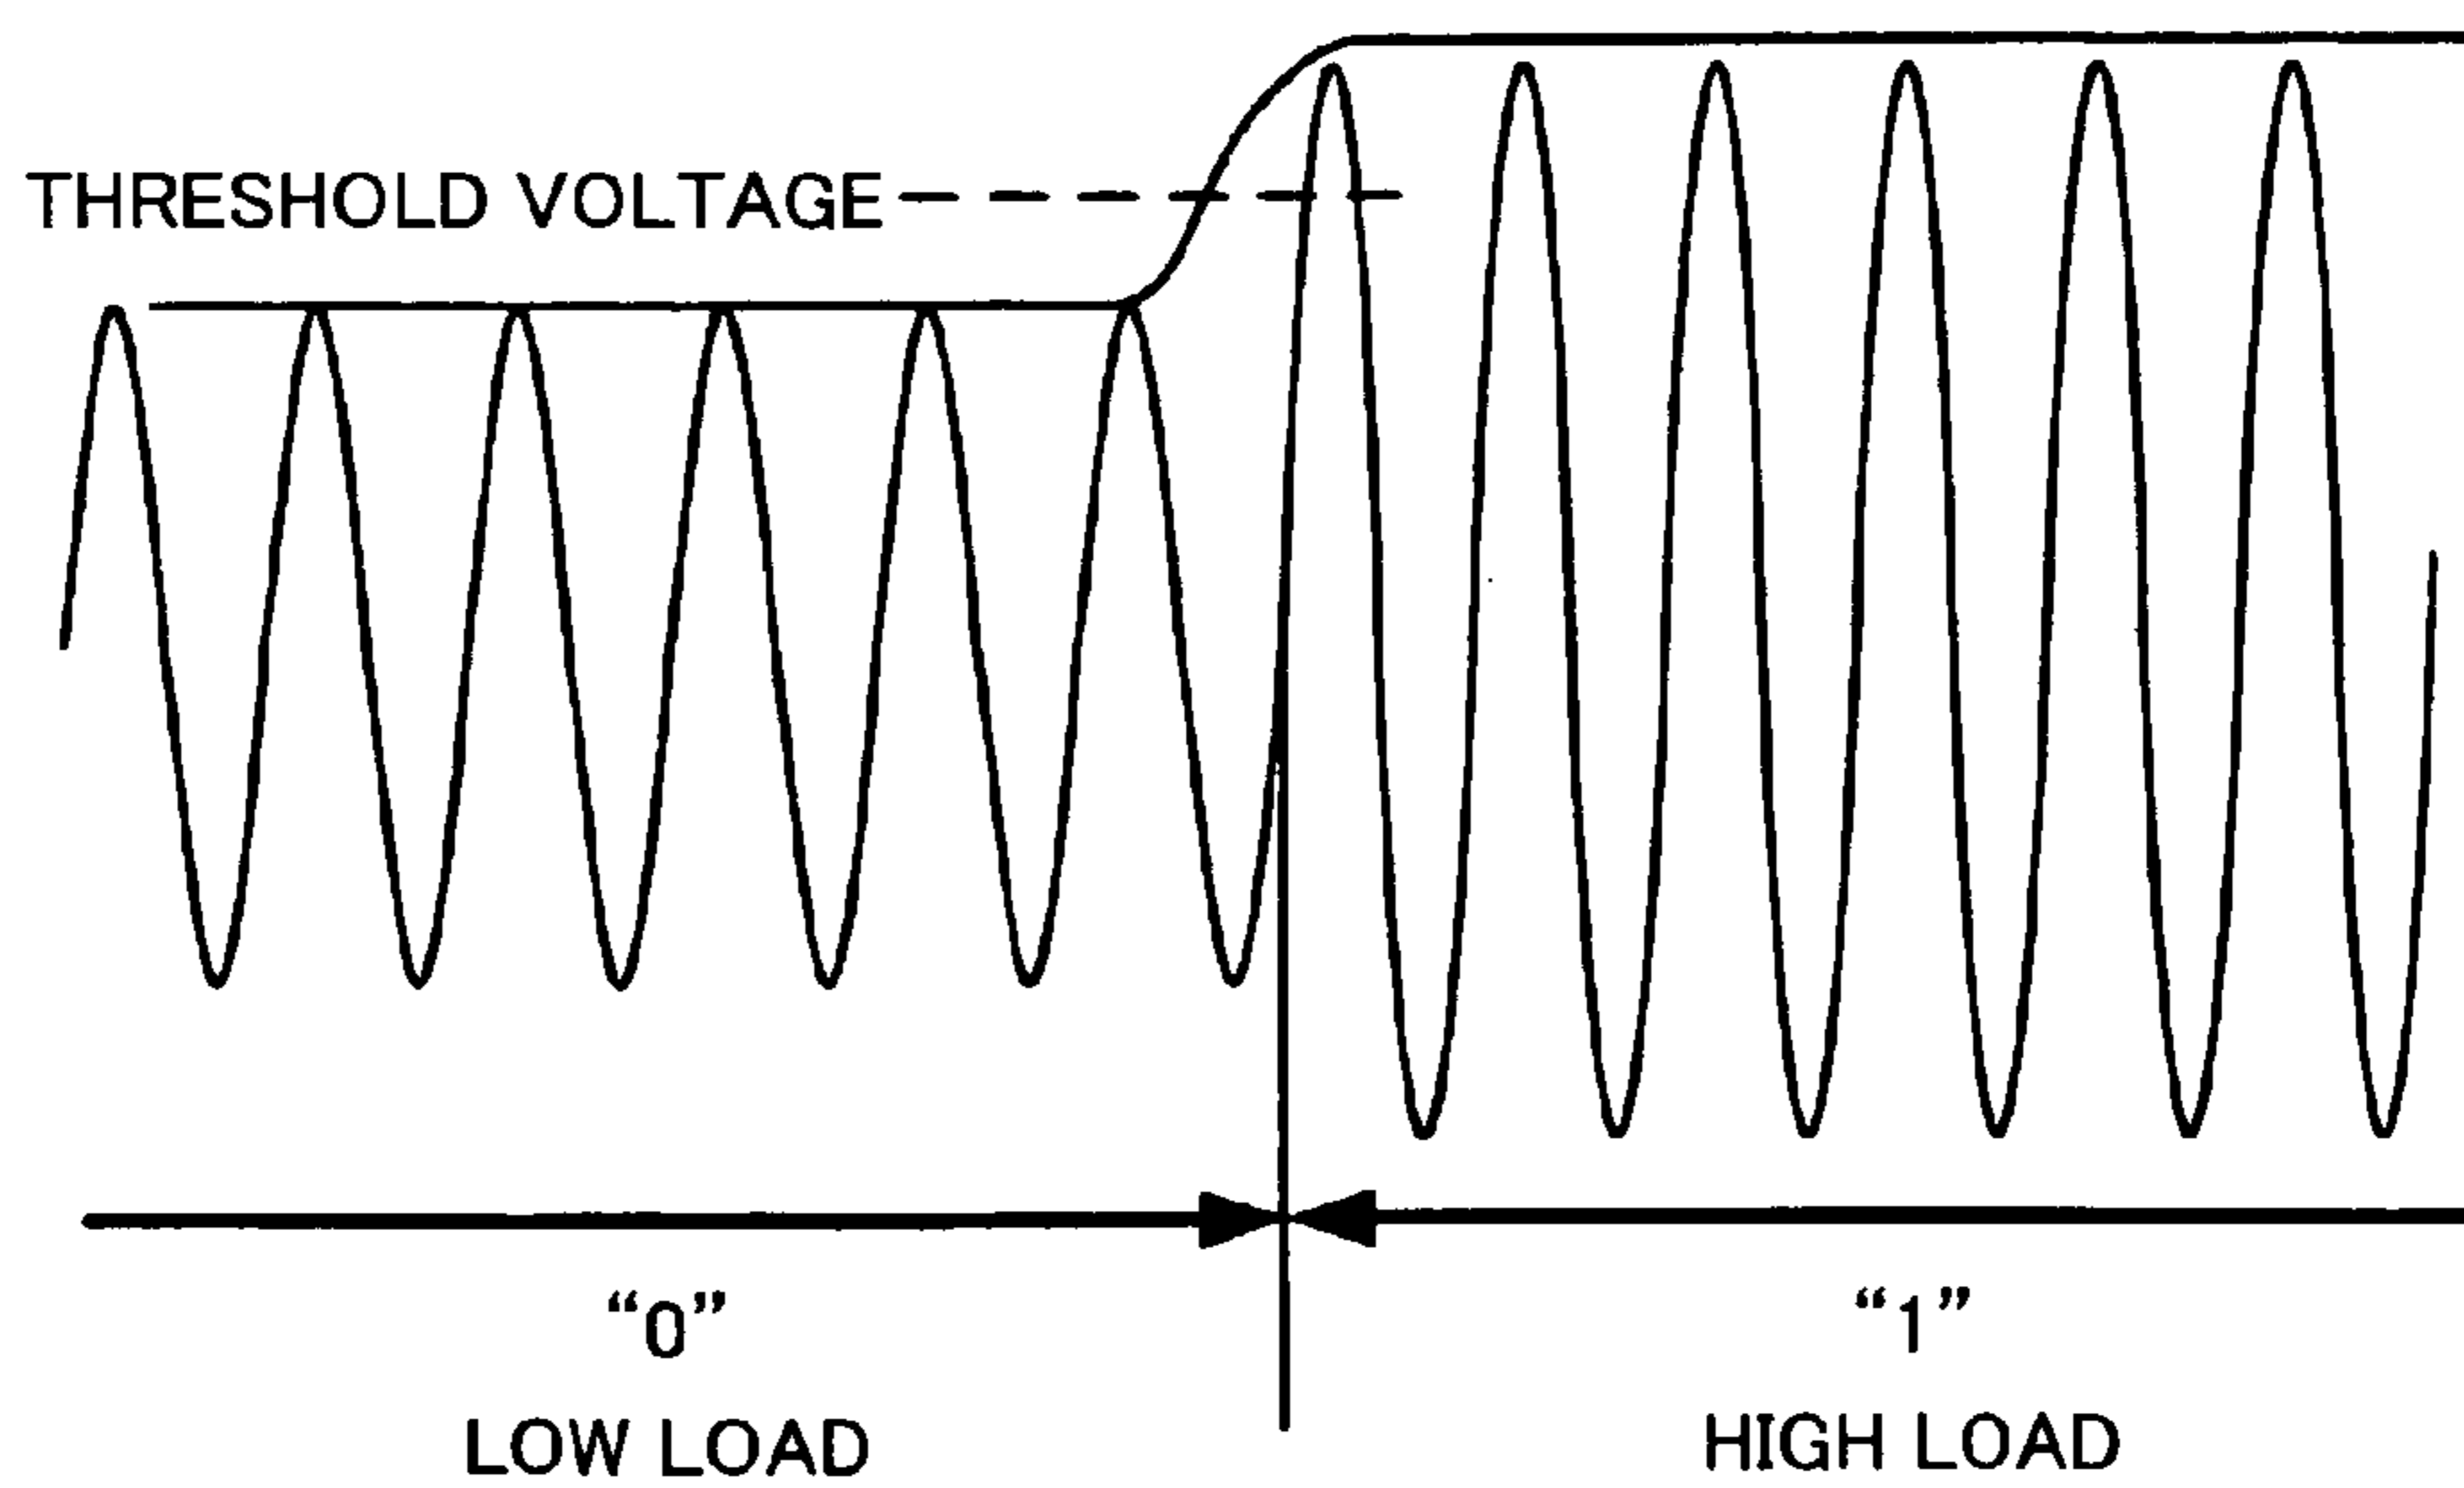 THRESHOLD VOLTAGE
“0”
“1”
LOW LOAD
HIGH LOAD